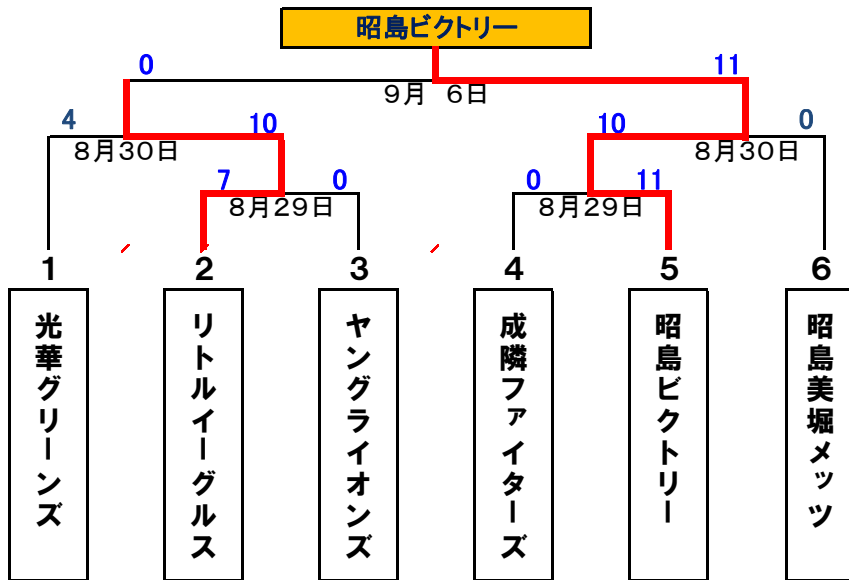 昭島ビクトリー
0
11
9月 6日
4
10
10
0
8月30日
8月30日
7
0
0
11
8月29日
8月29日
1
2
3
4
5
6
光華グリーンズ
リトルイーグルス
ヤングライオンズ
成隣ファイターズ
昭島ビクトリー
昭島美堀メッツ